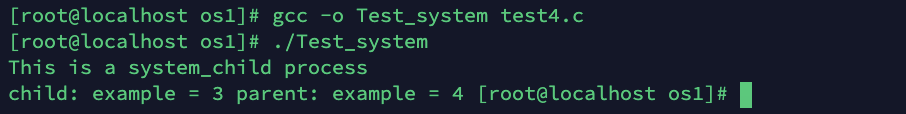 [root@localhost os1]# gcc -o Test_system test4.c
[root@localhost os1]# ./Test_system
This is a system_child process
child: example = 3 parent: example = 4 [root@localhost os1]#